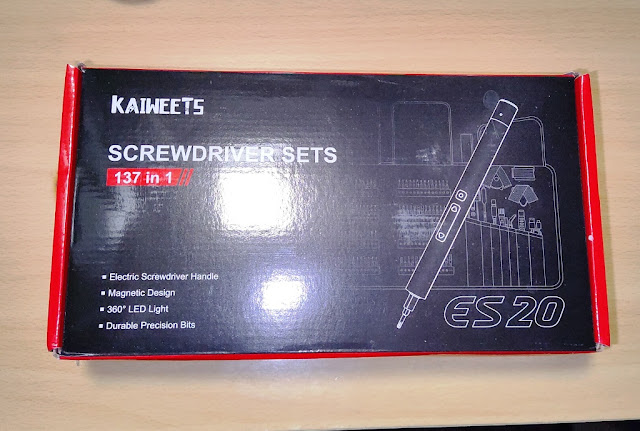 KAIWEETS
SCREWDRIVER SETS
137 in 1
Electric Screwdriver Handle
Magnetic Design
360° LED Light
Durable Precision Bits
ES20